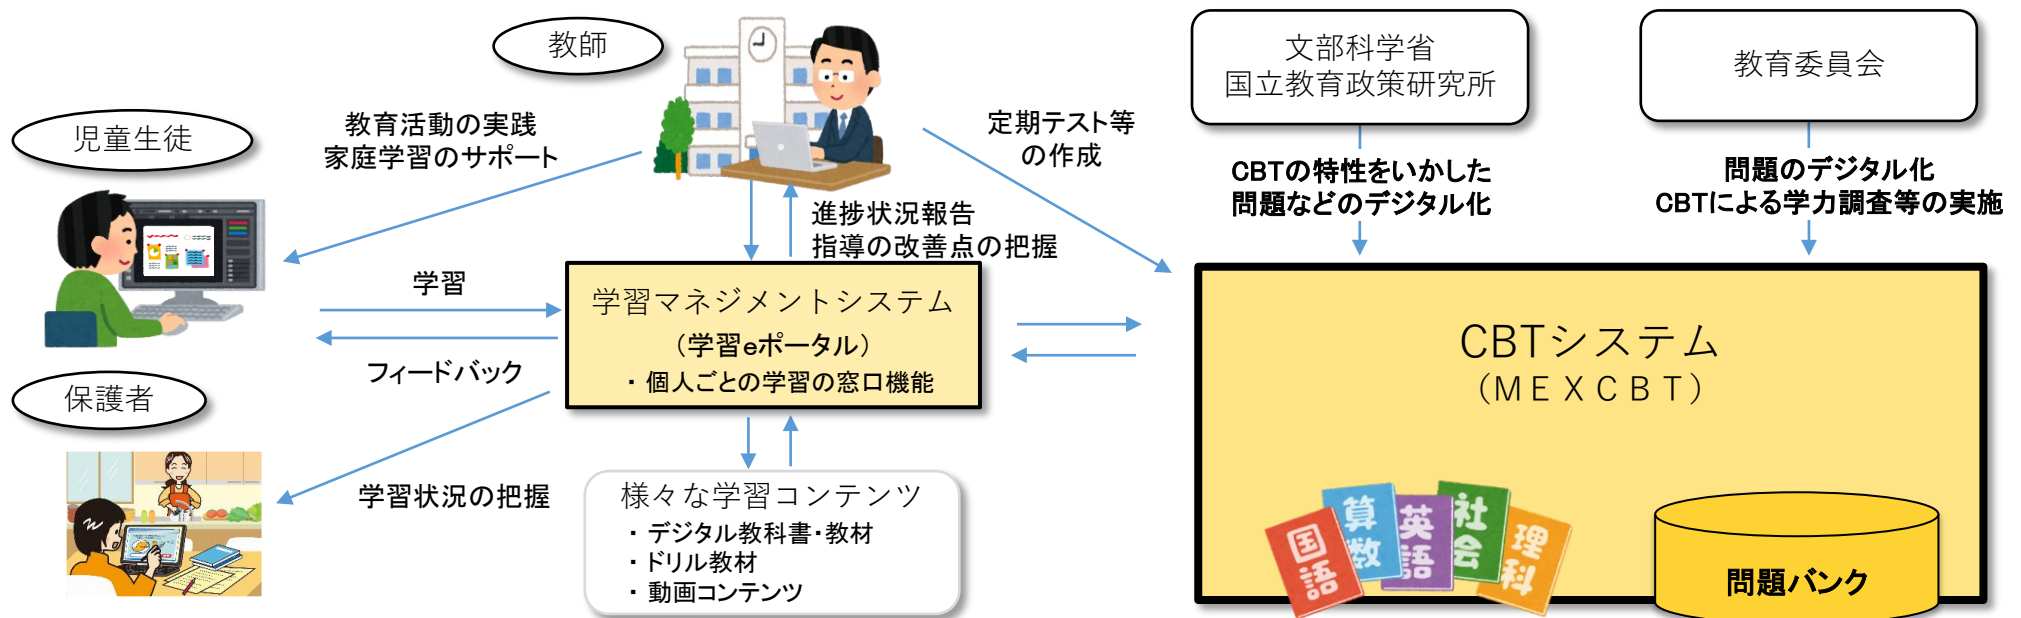 教師
文部科学省
国立教育政策研究所
教育委員会
児童生徒
教育活動の実践
家庭学習のサポート
定期テスト等
の作成
CBTの特性をいかした
問題などのデジタル化
問題のデジタル化
CBTによる学力調査等の実施
進捗状況報告
指導の改善点の把握
学習
学習マネジメントシステム
（学習eポータル）
・個人ごとの学習の窓口機能
フィードバック
CBTシステム
（ＭＥＸＣＢＴ）
保護者
学習状況の把握
様々な学習コンテンツ
・デジタル教科書・教材
・ドリル教材
・動画コンテンツ
国語
算数
英語
社会
理科
問題バンク